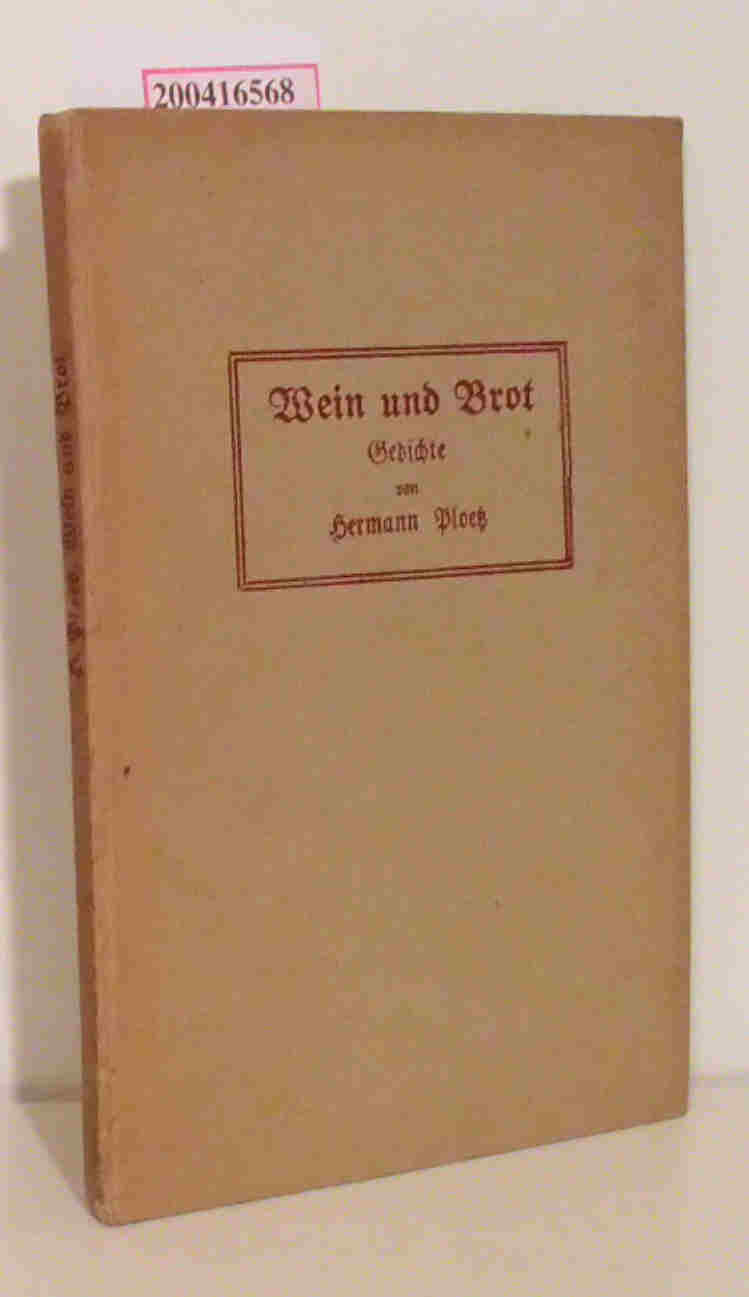 200416568
Wein und Brot
Gedichte
von
Hermann Ploetz
H. Ploetz Wein und Brot